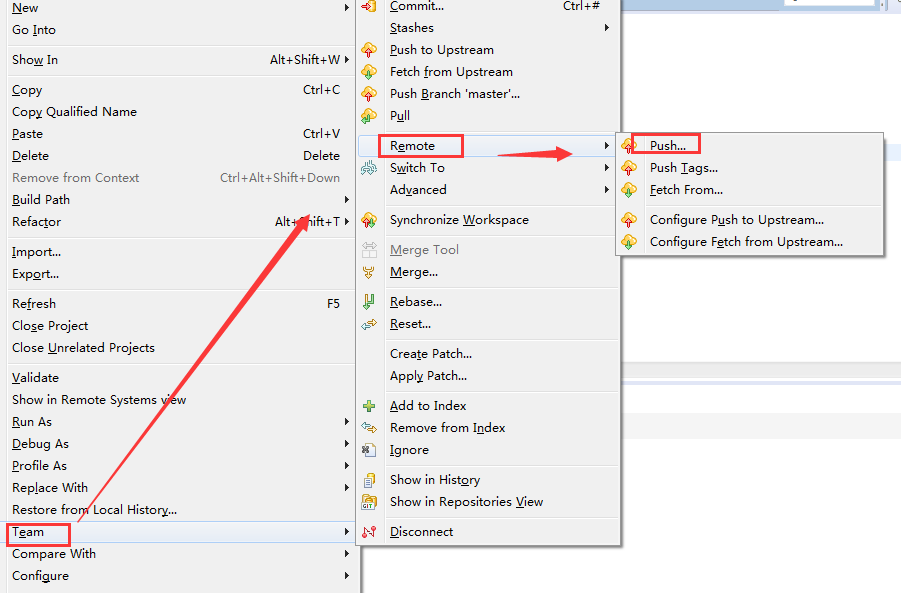 New
Go Into
Show In Alt+Shift+W
Copy Ctrl+C
Copy Qualified Name
Paste Ctrl+V
Delete Delete
Remove from Context Ctrl+Alt+Shift+Down
Build Path
Refactor Alt+Shift+T
Import...
Export...
Refresh F5
Close Project
Close Unrelated Projects
Validate
Show in Remote Systems view
Run As
Debug As
Profile As
Replace With
Restore from Local History...
Team
Compare With
Configure
Commit... Ctrl+#
Stashes
Push to Upstream
Fetch from Upstream
Push Branch 'master'...
Pull
Remote
Switch To
Advanced
Synchronize Workspace
Merge Tool
Merge...
Rebase...
Reset...
Create Patch...
Apply Patch...
Add to Index
Remove from Index
Ignore
Show in History
GIT Show in Repositories View
Disconnect
Push...
Push Tags...
Fetch From...
Configure Push to Upstream...
Configure Fetch from Upstream...